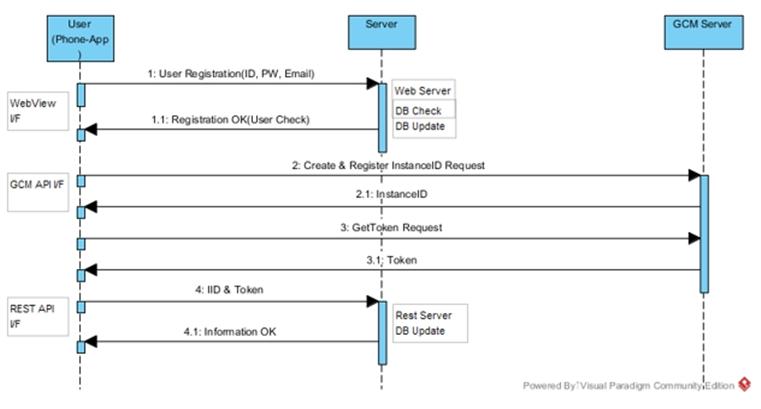 User
(Phone-App
)
Server
GCM Server
1: User Registration(ID, PW, Email)
WebView
I/F
Web Server
DB Check
DB Update
1.1: Registration OK(User Check)
2: Create & Register InstanceID Request
GCM API I/F
2.1: InstanceID
3: GetToken Request
3.1: Token
4: IID & Token
REST API
I/F
Rest Server
DB Update
4.1: Information OK
Powered By Visual Paradigm Community Edition